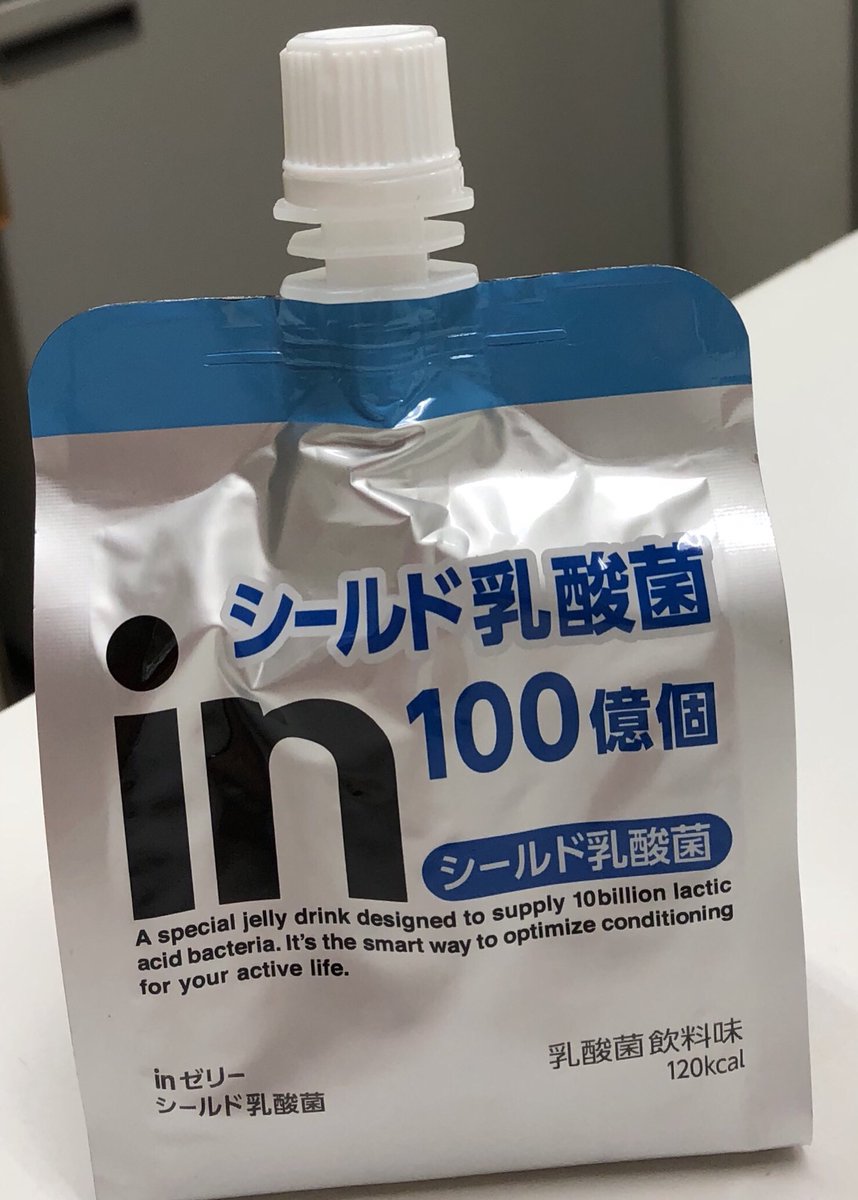 シールド乳酸菌
in
100億個
シールド乳酸菌
A special jelly drink designed to supply 10billion lactic
acid bacteria. It's the smart way to optimize conditioning
for your active life.
乳酸菌飲料味
120kcal
inゼリー
シールド乳酸菌